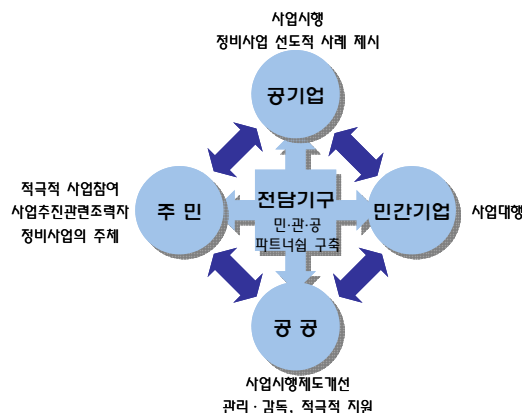 사업시행
정비사업 선도적 사례 제시
공기업
적극적 사업참여
사업추진관련조력자
정비사업의 주체
주 민
전담기구
민·관·공
파트너쉽 구축
민간기업
사업대행
공 공
사업시행제도개선
관리 · 감독, 적극적 지원